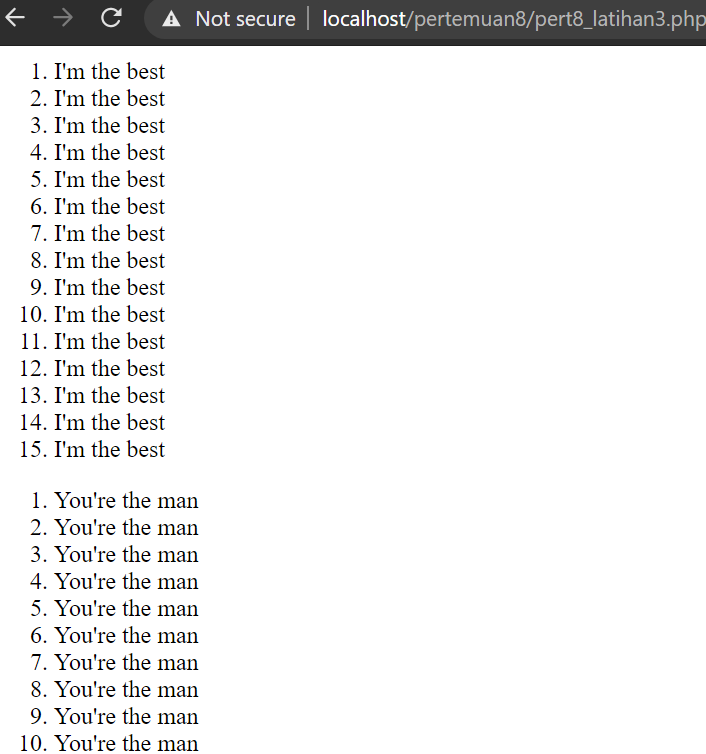 Not secure | localhost/pertemuan8/pert8_latihan3.php
1. I'm the best
2. I'm the best
3. I'm the best
4. I'm the best
5. I'm the best
6. I'm the best
7. I'm the best
8. I'm the best
9. I'm the best
10. I'm the best
11. I'm the best
12. I'm the best
13. I'm the best
14. I'm the best
15. I'm the best
1. You're the man
2. You're the man
3. You're the man
4. You're the man
5. You're the man
6. You're the man
7. You're the man
8. You're the man
9. You're the man
10. You're the man